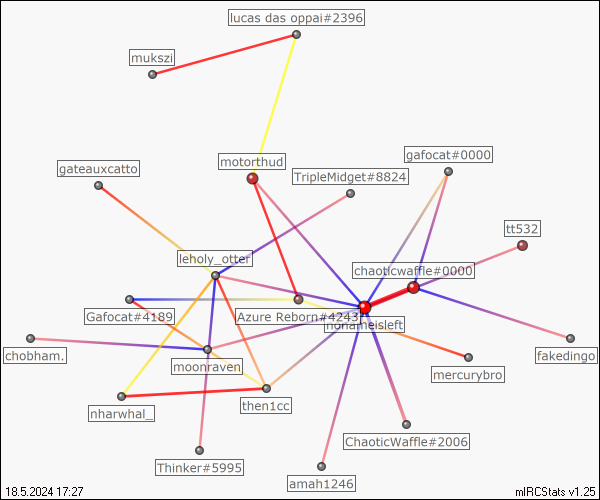 lucas das oppai#2396
mukszi
gafocat#0000
motorthud
gateauxcatto
TripleMidget#8824
tt532
leholy_otter
chaoticwaffle#0000
Gafocat#4189
Azure Reborn#4243
nonameisleft
chobham.
moonraven
fakedingo
mercurybro
then1cc
nharwhal_
ChaoticWaffle#2006
Thinker#5995
amah1246
18.5.2024 17:27
mIRCStats v1.25